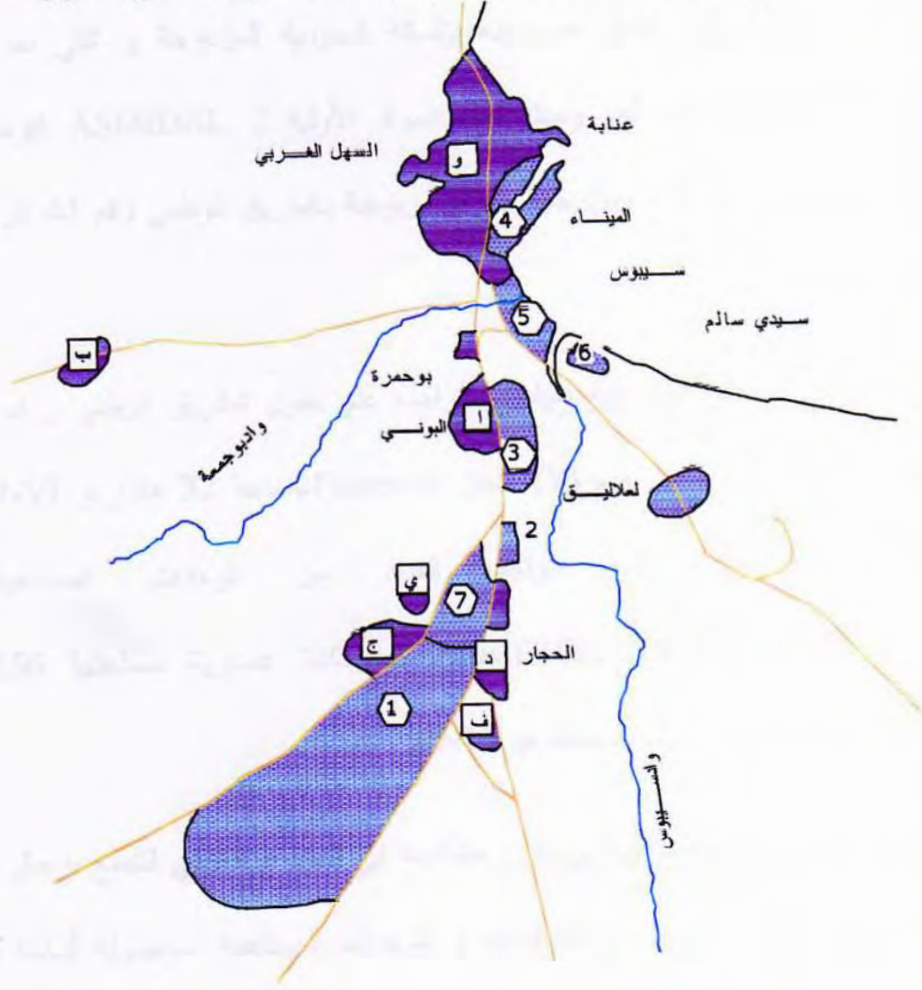 عنابة
السهل الغربي
و
4
الميناء
سيبوس
5
سيدي سالم
ب
6
بوحمرة
ا
البوني
3
وادبوجمعة
لعلاليق
2
ي
7
ج
د
الحجار
1
ف
وادسيبوس